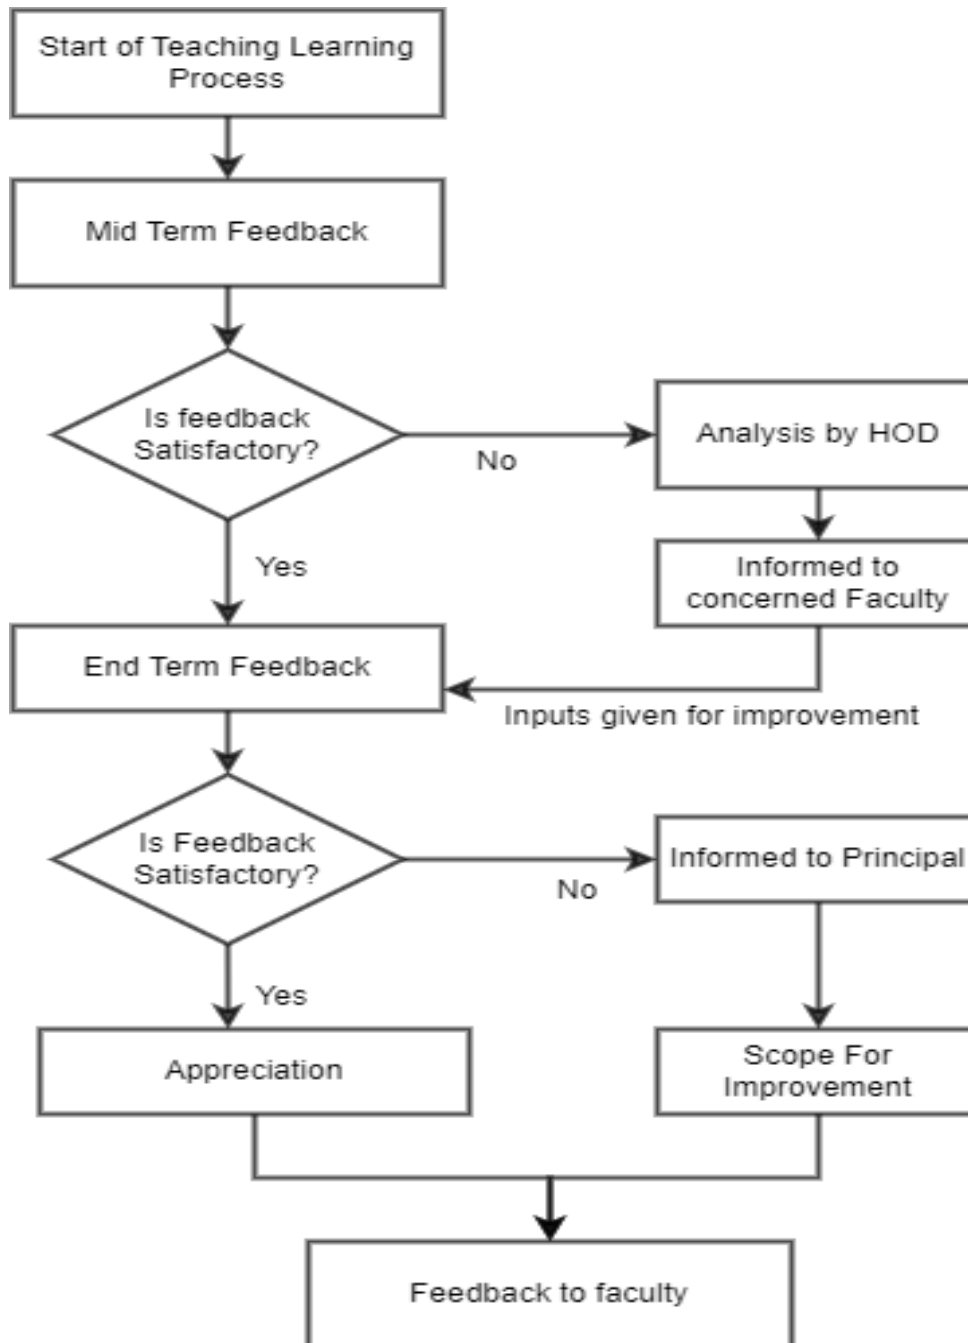 Start of Teaching Learning
Process
Mid Term Feedback
Is feedback
Satisfactory?
No
Analysis by HOD
Informed to
concerned Faculty
Yes
End Term Feedback
Inputs given for improvement
Is Feedback
Satisfactory?
No
Informed to Principal
Yes
Appreciation
Scope For
Improvement
Feedback to faculty